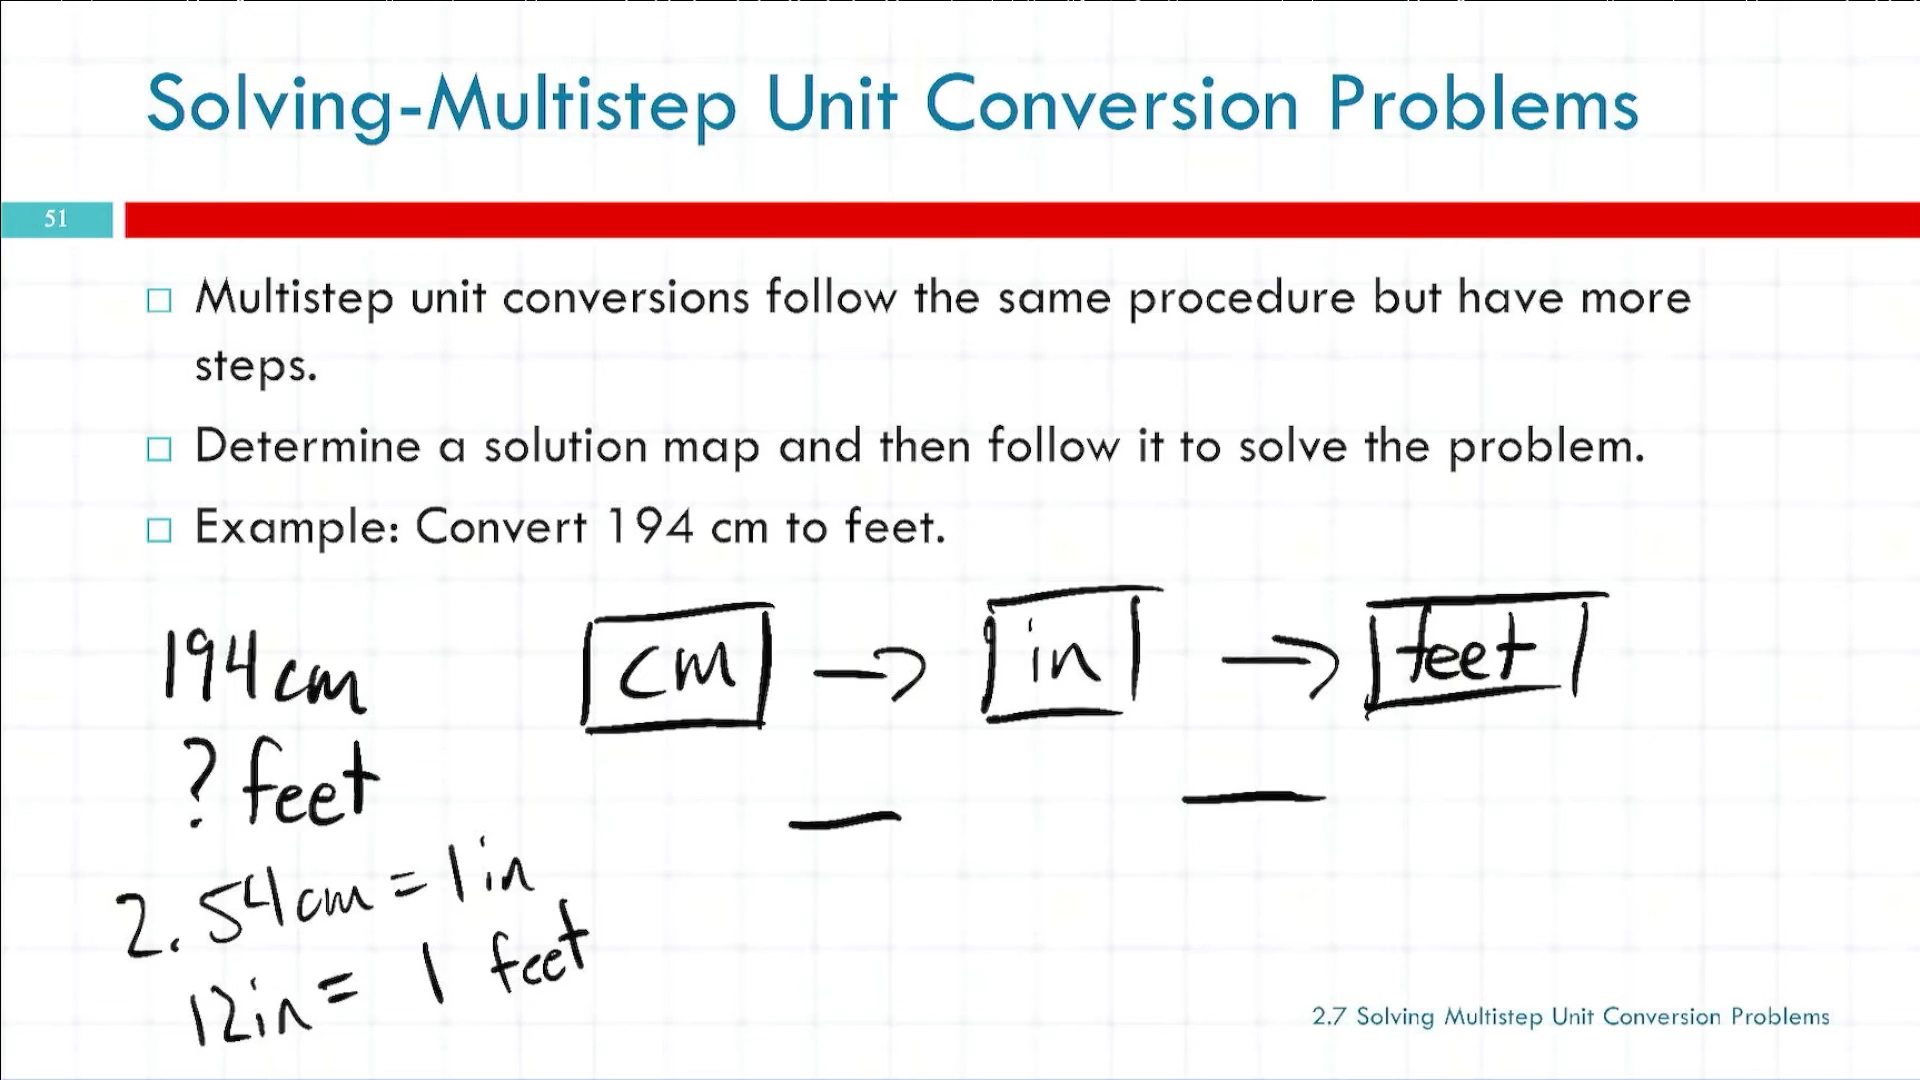 Solving-Multistep Unit Conversion Problems
51
Multistep unit conversions follow the same procedure but have more
steps.
Determine a solution map and then follow it to solve the problem.
Example: Convert 194 cm to feet.
194 cm
cm → in → feet
? feet
2.54 cm = 1 in
12 in = 1 feet
2.7 Solving Multistep Unit Conversion Problems